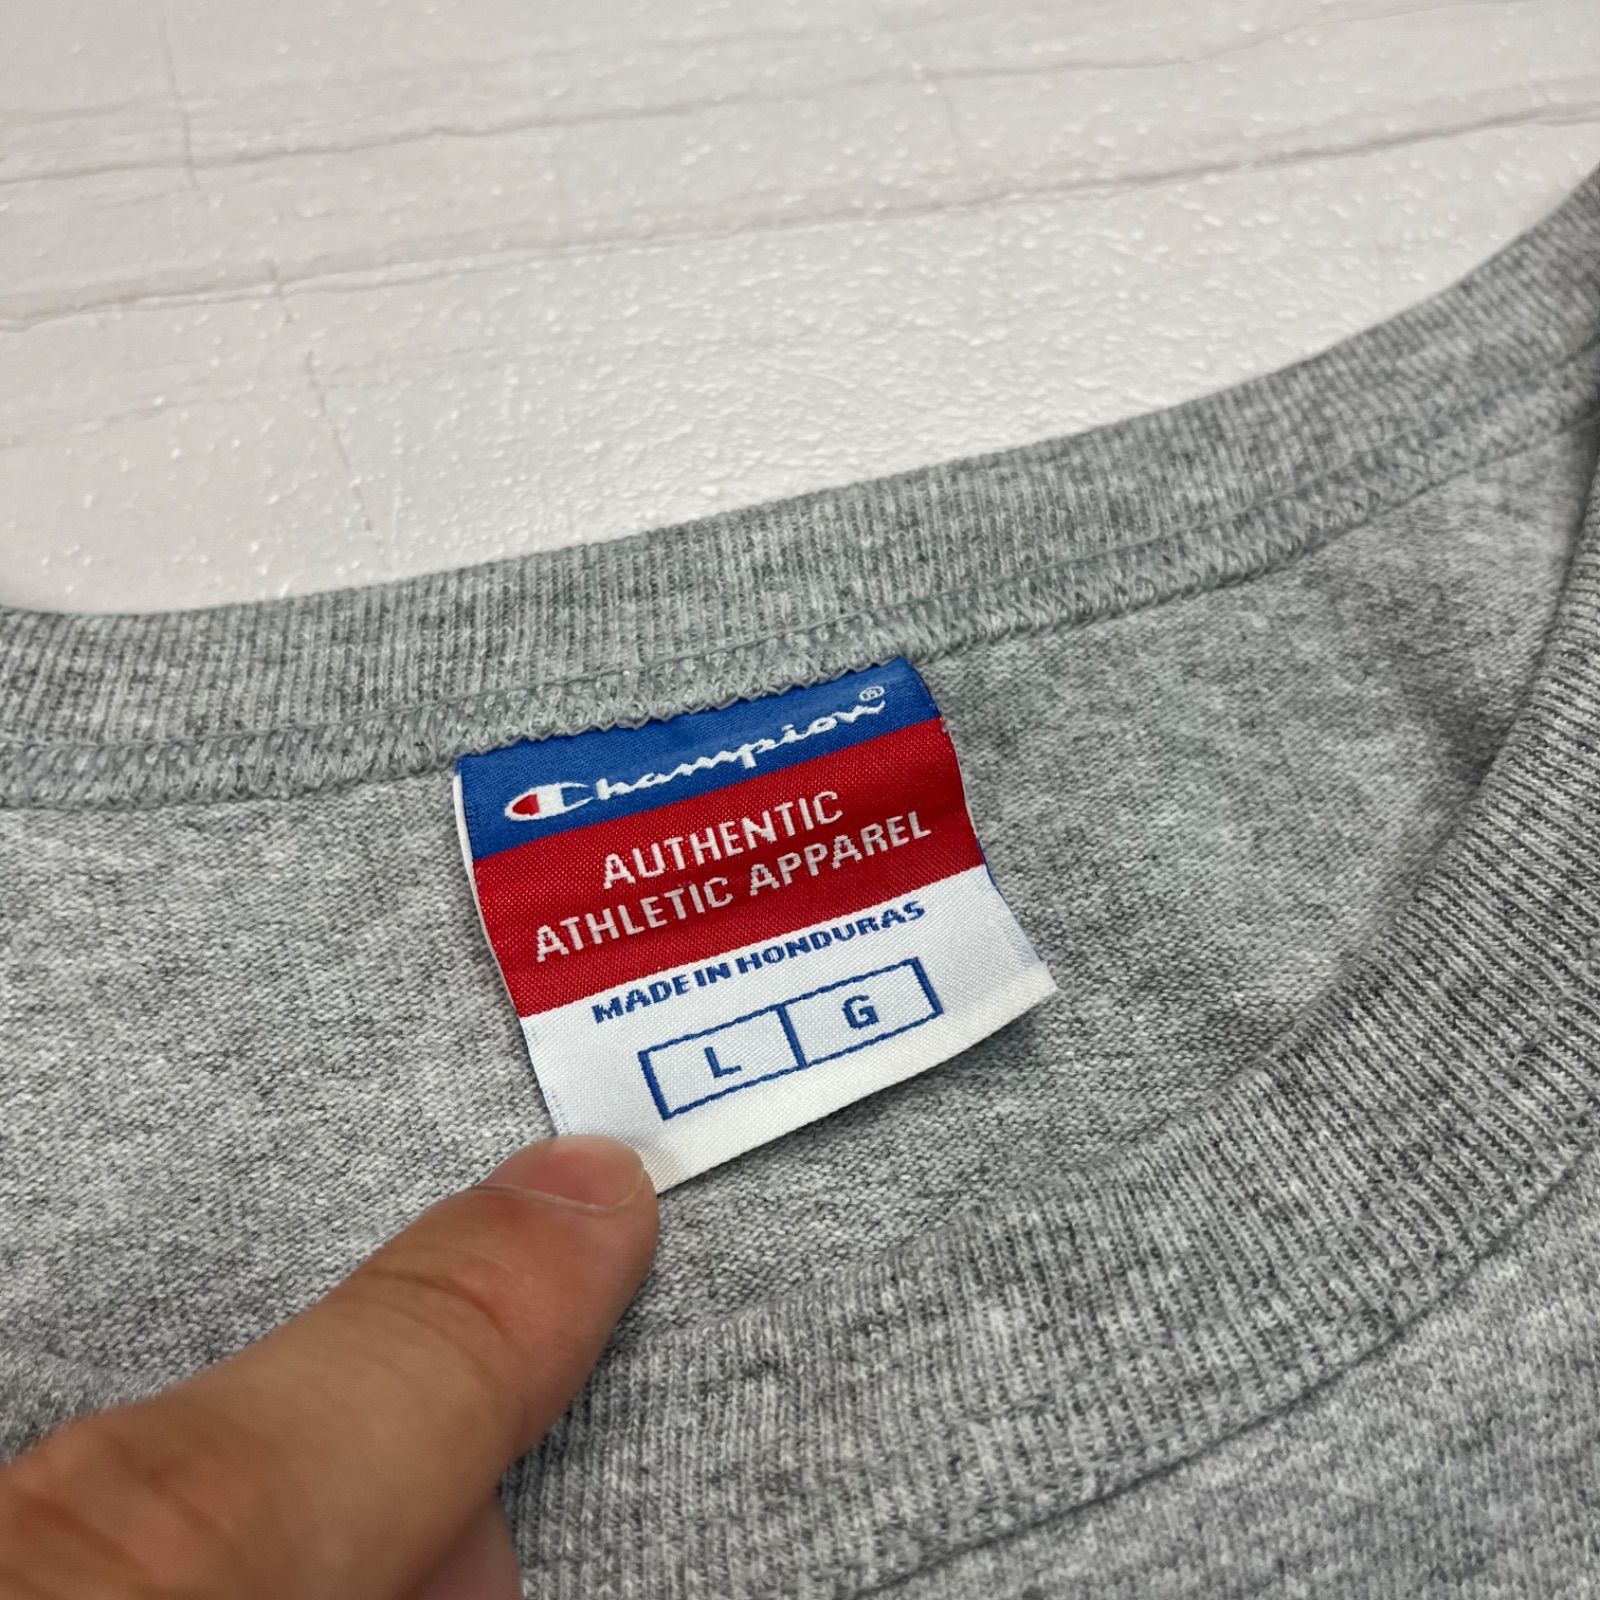 Champion®
AUTHENTIC
ATHLETIC APPAREL
MADE IN HONDURAS
L G